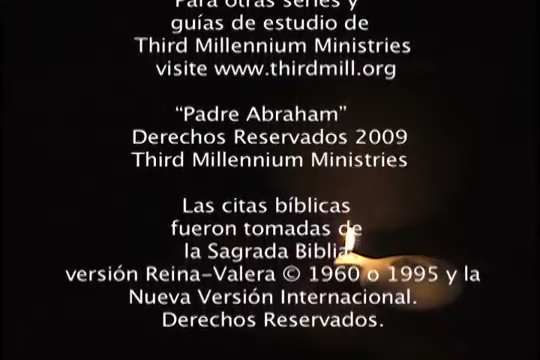 Para otras series y
guías de estudio de
Third Millennium Ministries
visite www.thirdmill.org
“Padre Abraham”
Derechos Reservados 2009
Third Millennium Ministries
Las citas bíblicas
fueron tomadas de
la Sagrada Biblia
versión Reina-Valera © 1960 o 1995 y la
Nueva Versión Internacional.
Derechos Reservados.